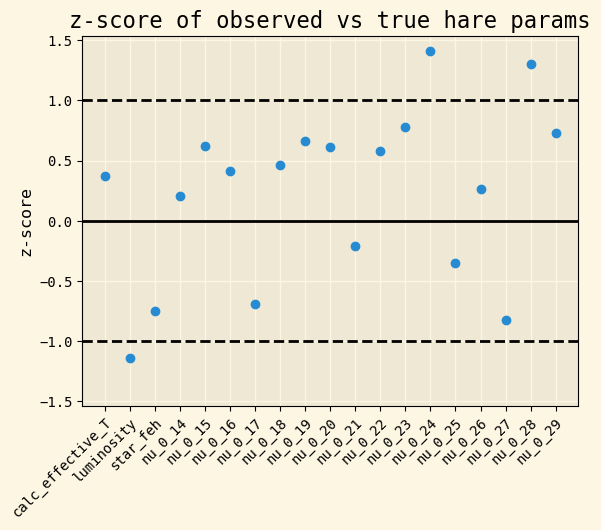 z-score of observed vs true hare params
1.5
1.0
0.5
0.0
−0.5
−1.0
−1.5
z-score
calc_effective_T
luminosity
star_feh
nu_0_14
nu_0_15
nu_0_16
nu_0_17
nu_0_18
nu_0_19
nu_0_20
nu_0_21
nu_0_22
nu_0_23
nu_0_24
nu_0_25
nu_0_26
nu_0_27
nu_0_28
nu_0_29